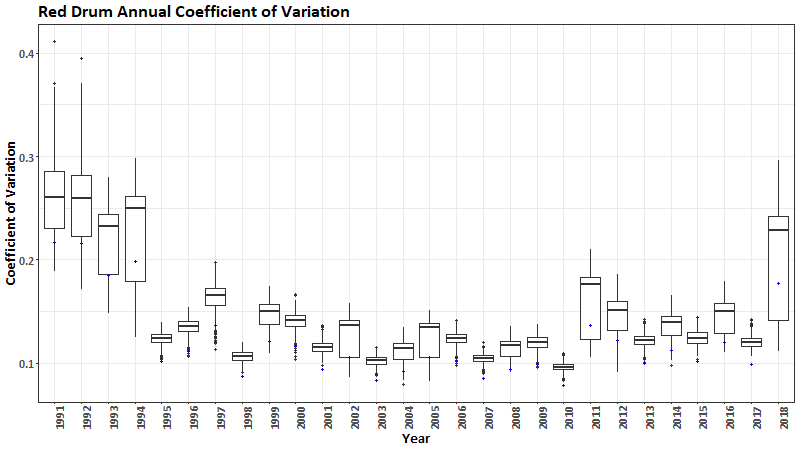 Red Drum Annual Coefficient of Variation
Coefficient of Variation
0.4
0.3
0.2
0.1
1991 1992 1993 1994 1995 1996 1997 1998 1999 2000 2001 2002 2003 2004 2005 2006 2007 2008 2009 2010 2011 2012 2013 2014 2015 2016 2017 2018
Year